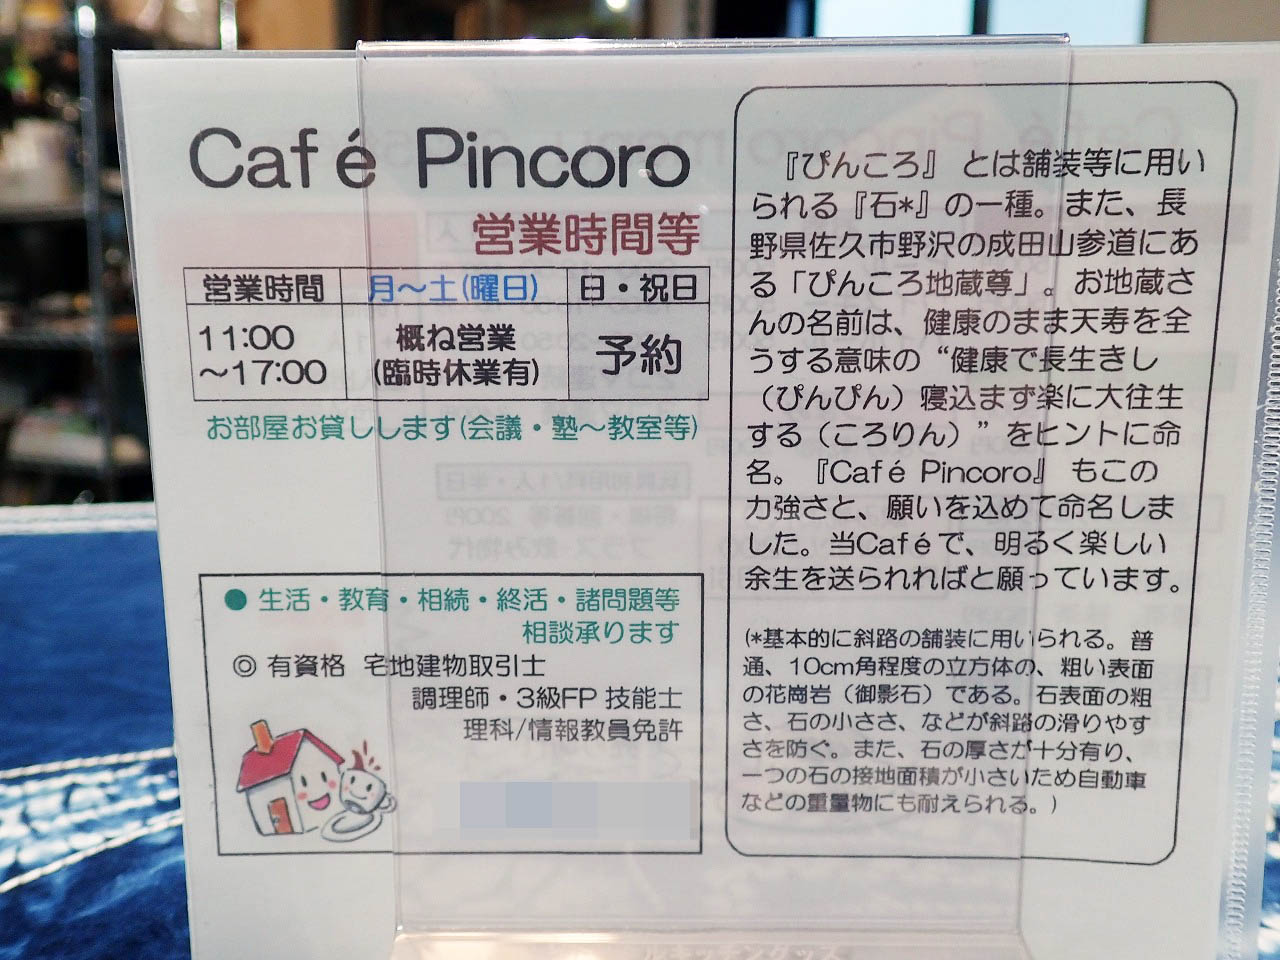 Café Pincoro
営業時間等
営業時間 月～土(曜日) 日・祝日
11:00
～17:00
概ね営業
(臨時休業有)
予約
お部屋お貸しします(会議・塾～教室等)
● 生活・教育・相続・終活・諸問題等
相談承ります
◎ 有資格 宅地建物取引士
調理師・3級FP 技能士
理科/情報教員免許
『ぴんころ』 とは舗装等に用い
られる『石*』の一種。また、長
野県佐久市野沢の成田山参道にあ
る「ぴんころ地蔵尊」。お地蔵さ
んの名前は、健康のまま天寿を全
うする意味の“健康で長生きし
（ぴんぴん）寝込まず楽に大往生
する（ころりん）”をヒントに命
名。『Café Pincoro』 もこの
力強さと、願いを込めて命名しま
した。当Caféで、明るく楽しい
余生を送られればと願っています。
(*基本的に斜路の舗装に用いられる。普
通、10cm角程度の立方体の、粗い表面
の花崗岩（御影石）である。石表面の粗
さ、石の小ささ、などが斜路の滑りやす
さを防ぐ。また、石の厚さが十分有り、
一つの石の接地面積が小さいため自動車
などの重量物にも耐えられる。)